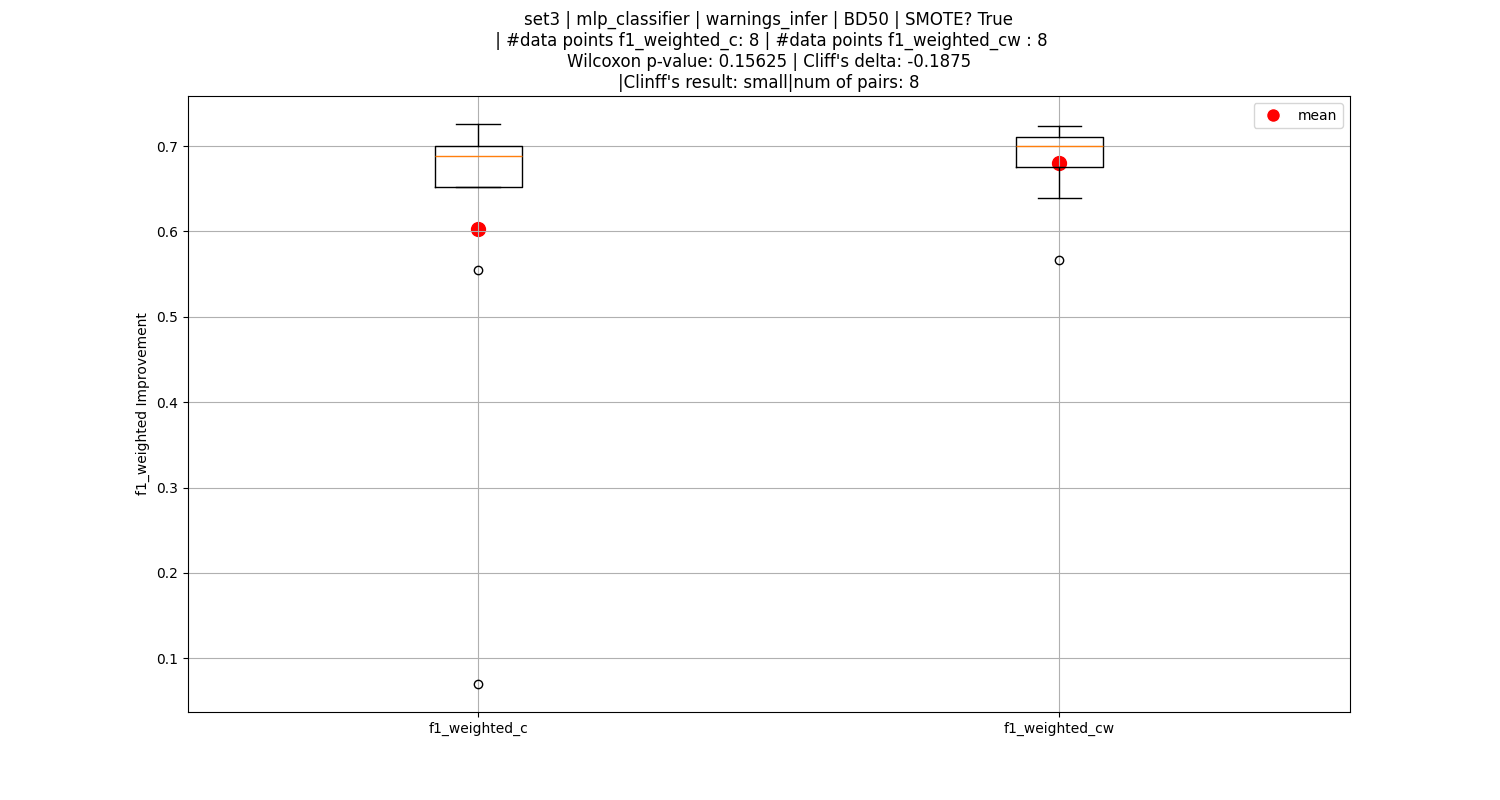 set3 | mlp_classifier | warnings_infer | BD50 | SMOTE? True
| #data points f1_weighted_c: 8 | #data points f1_weighted_cw : 8
Wilcoxon p-value: 0.15625 | Cliff's delta: -0.1875
|Clinff's result: small|num of pairs: 8
mean
0.7
0.6
0.5
0.4
0.3
0.2
0.1
f1_weighted Improvement
f1_weighted_c
f1_weighted_cw